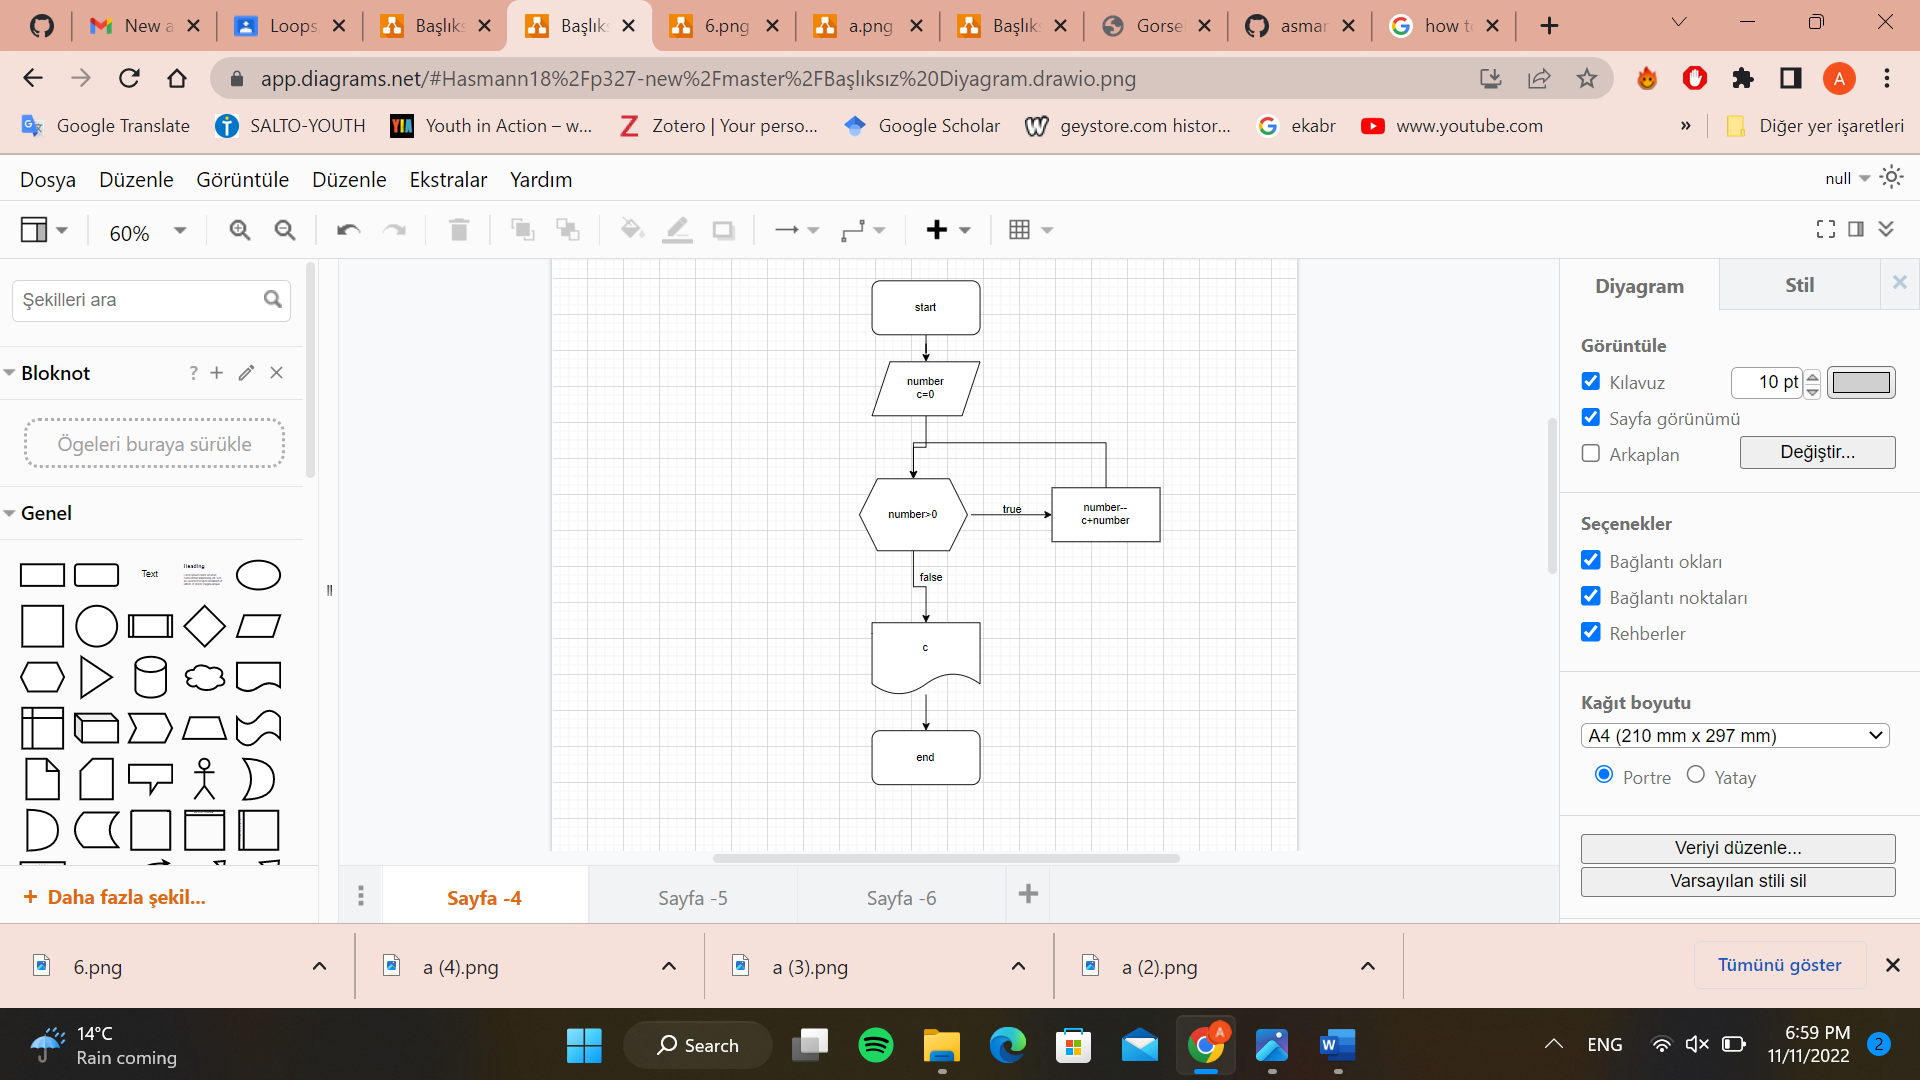 New a
Loops
Başlıks
Başlıks
6.png
a.png
Başlık
Gorse
asmar
how t
app.diagrams.net/#Hasmann18%2Fp327-new%2Fmaster%2FBaşlıksız%20Diyagram.drawio.png
A
Google Translate
SALTO-YOUTH
YIA
Youth in Action – w...
Zotero | Your perso...
Google Scholar
geystore.com histor...
ekabr
www.youtube.com
»
Diğer yer işaretleri
Dosya Düzenle Görüntüle Düzenle Ekstralar Yardım
null
60%
Şekilleri ara
Bloknot
?
Ögeleri buraya sürükle
Genel
Text
Heading
Daha fazla şekil...
start
number
c=0
number>0
true
number--
c+number
false
c
end
Sayfa -4
Sayfa -5
Sayfa -6
Diyagram
Stil
Görüntüle
Kılavuz
10 pt
Sayfa görünümü
Arkaplan
Değiştir...
Seçenekler
Bağlantı okları
Bağlantı noktaları
Rehberler
Kağıt boyutu
A4 (210 mm x 297 mm)
Portre
Yatay
Veriyi düzenle...
Varsayılan stili sil
6.png
a (4).png
a (3).png
a (2).png
Tümünü göster
14°C
Rain coming
Search
A
W
ENG
6:59 PM
11/11/2022
2